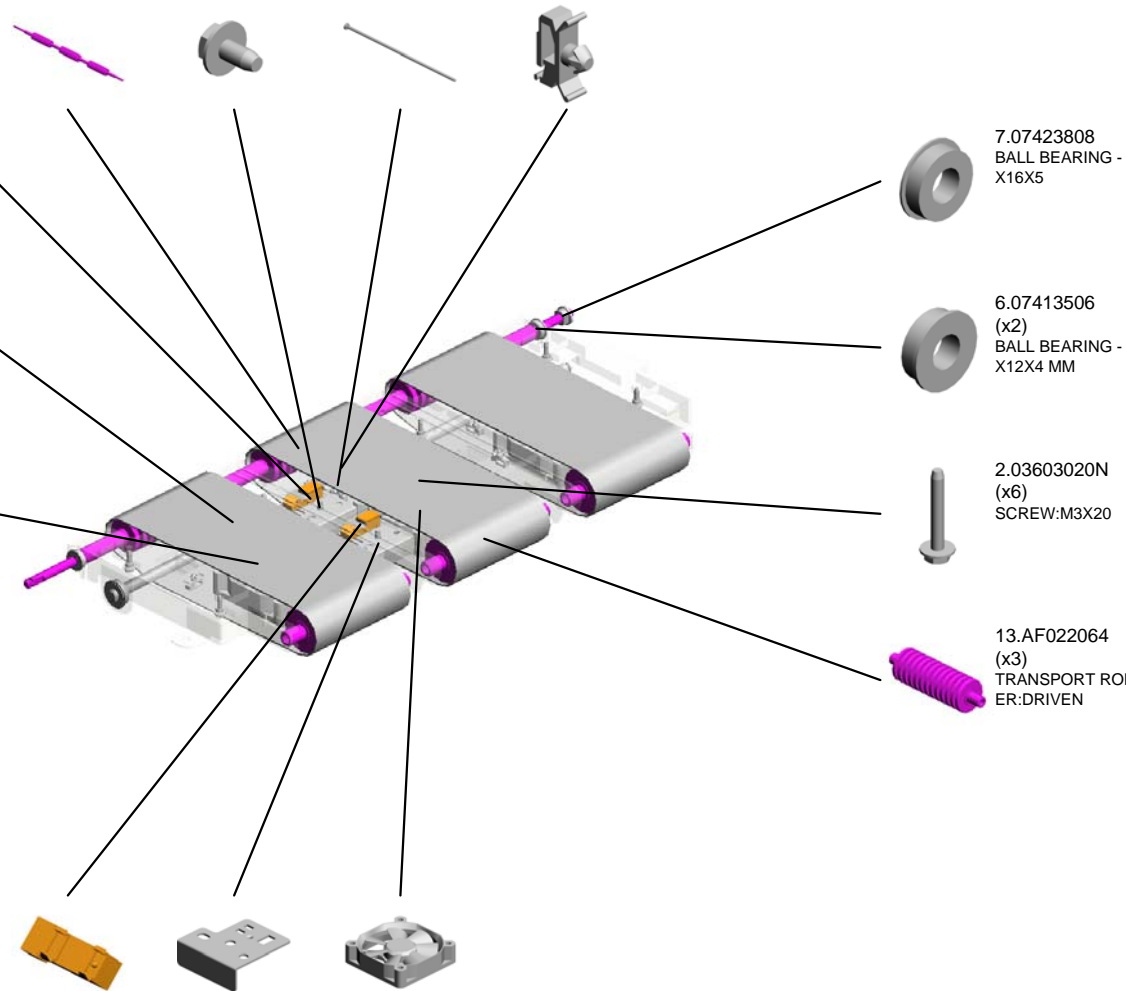 7.07423808
BALL BEARING -
X16X5
6.07413506
(x2)
BALL BEARING -
X12X4 MM
2.03603020N
(x6)
SCREW:M3X20
13.AF022064
(x3)
TRANSPORT ROL
ER:DRIVEN